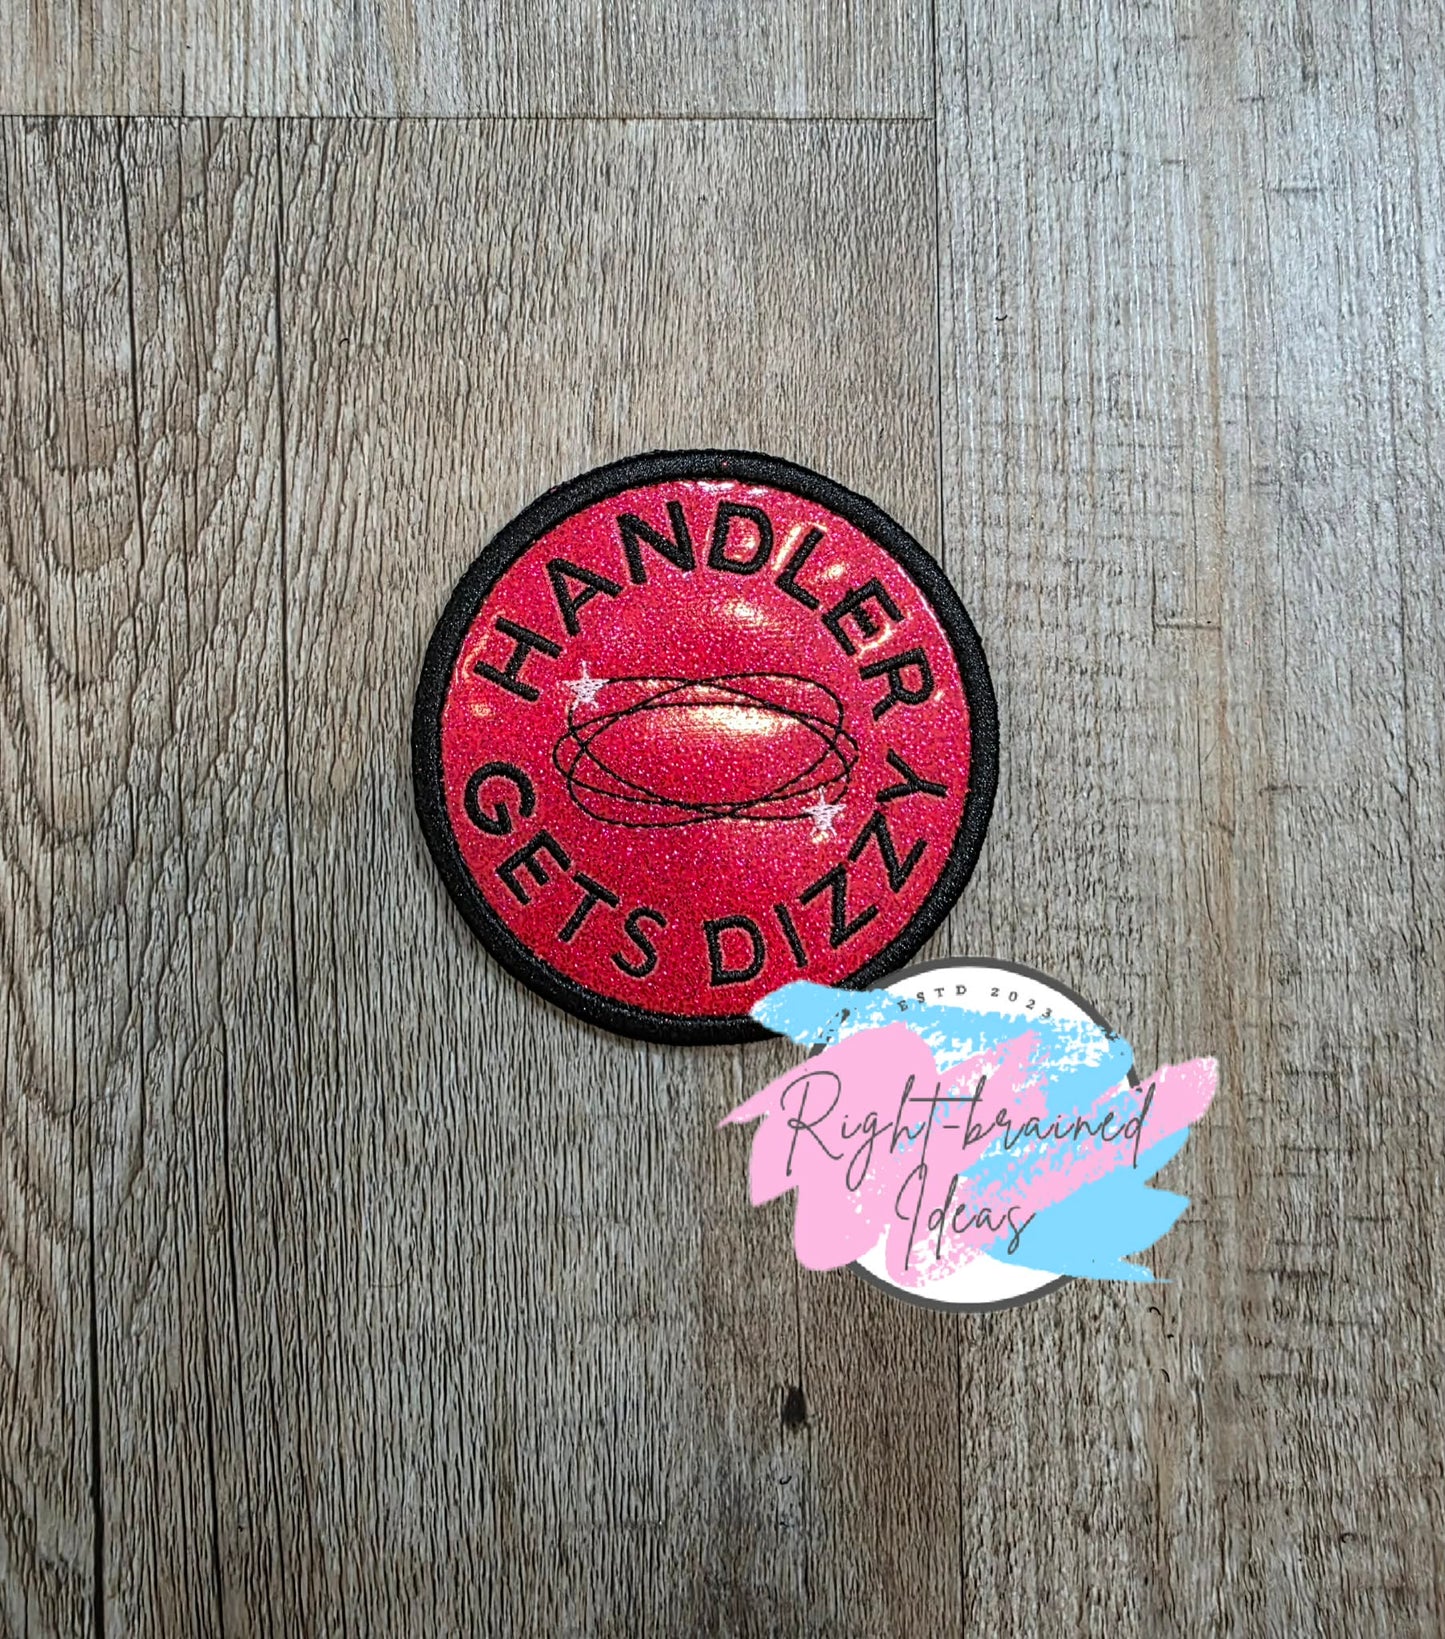 HANDLER
GETS DIZZY
ESTD 2023
Right-brained
Ideas